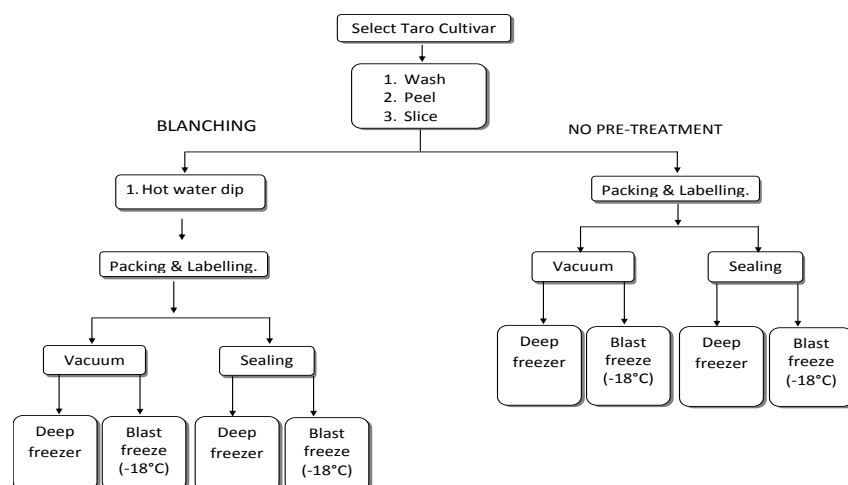 Select Taro Cultivar
1. Wash
2. Peel
3. Slice
BLANCHING
NO PRE-TREATMENT
1. Hot water dip
Packing & Labelling.
Packing & Labelling.
Vacuum
Sealing
Vacuum
Sealing
Deep
freezer
Blast
freeze
(-18°C)
Deep
freezer
Blast
freeze
(-18°C)
Deep
freezer
Blast
freeze
(-18°C)
Deep
freezer
Blast
freeze
(-18°C)